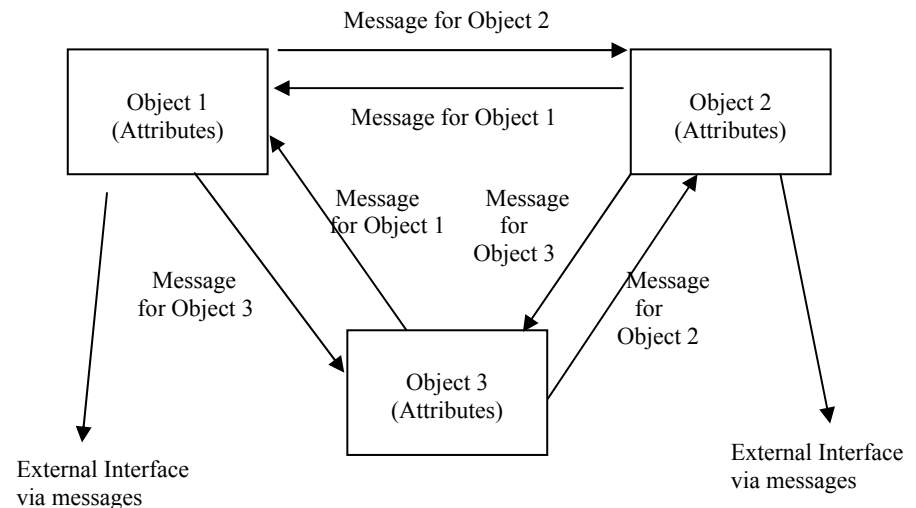 Message for Object 2
Object 1
(Attributes)
Object 2
(Attributes)
Message for Object 1
Message
for Object 1
Message
for
Object 3
Message
for Object 3
Message
for
Object 2
Object 3
(Attributes)
External Interface
via messages
External Interface
via messages